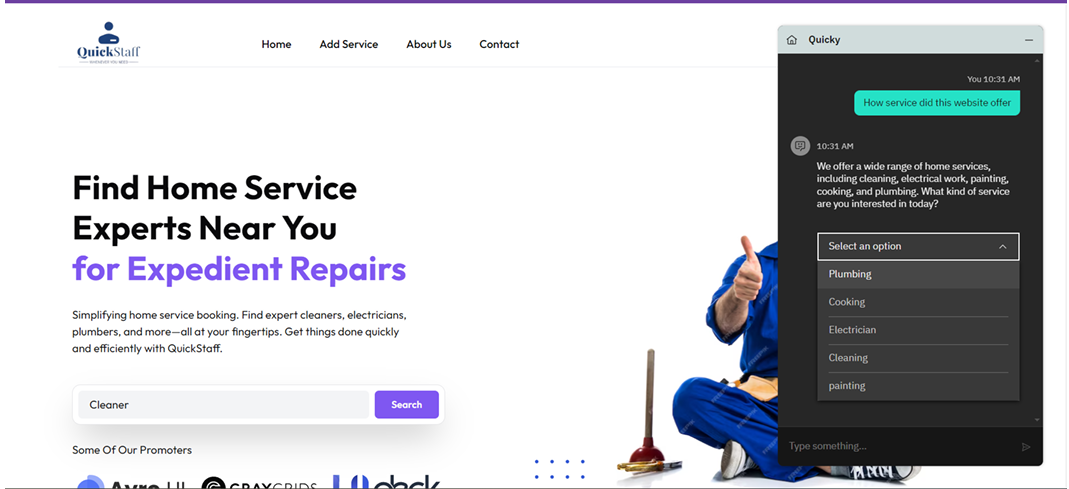 QuickStaff
WHENEVER YOU NEED
Home
Add Service
About Us
Contact
Find Home Service
Experts Near You
for Expedient Repairs
Simplifying home service booking. Find expert cleaners, electricians,
plumbers, and more—all at your fingertips. Get things done quickly
and efficiently with QuickStaff.
Cleaner
Search
Some Of Our Promoters
GRAYGRIDS
Quicky
You 10:31 AM
How service did this website offer
10:31 AM
We offer a wide range of home services,
including cleaning, electrical work, painting,
cooking, and plumbing. What kind of service
are you interested in today?
Select an option
Plumbing
Cooking
Electrician
Cleaning
painting
Type something...